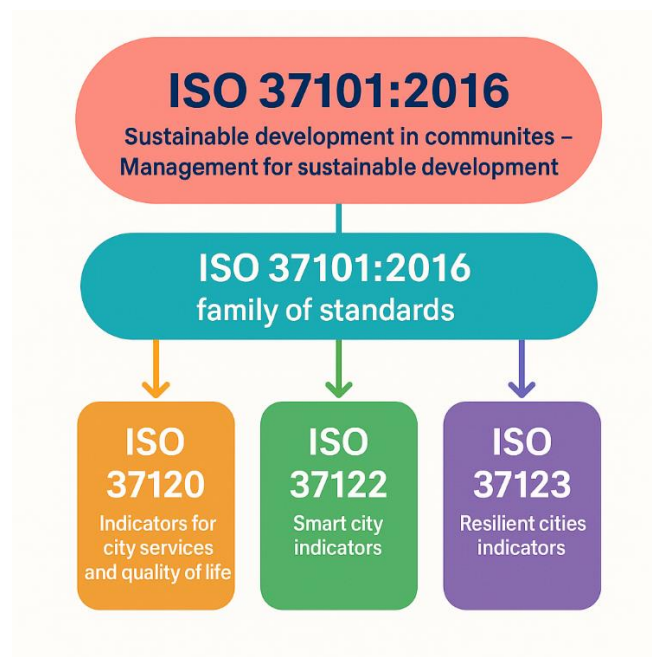 ISO 37101:2016
Sustainable development in communites –
Management for sustainable development
ISO 37101:2016
family of standards
ISO
37120
Indicators for
city services
and quality of life
ISO
37122
Smart city
indicators
ISO
37123
Resilient cities
indicators